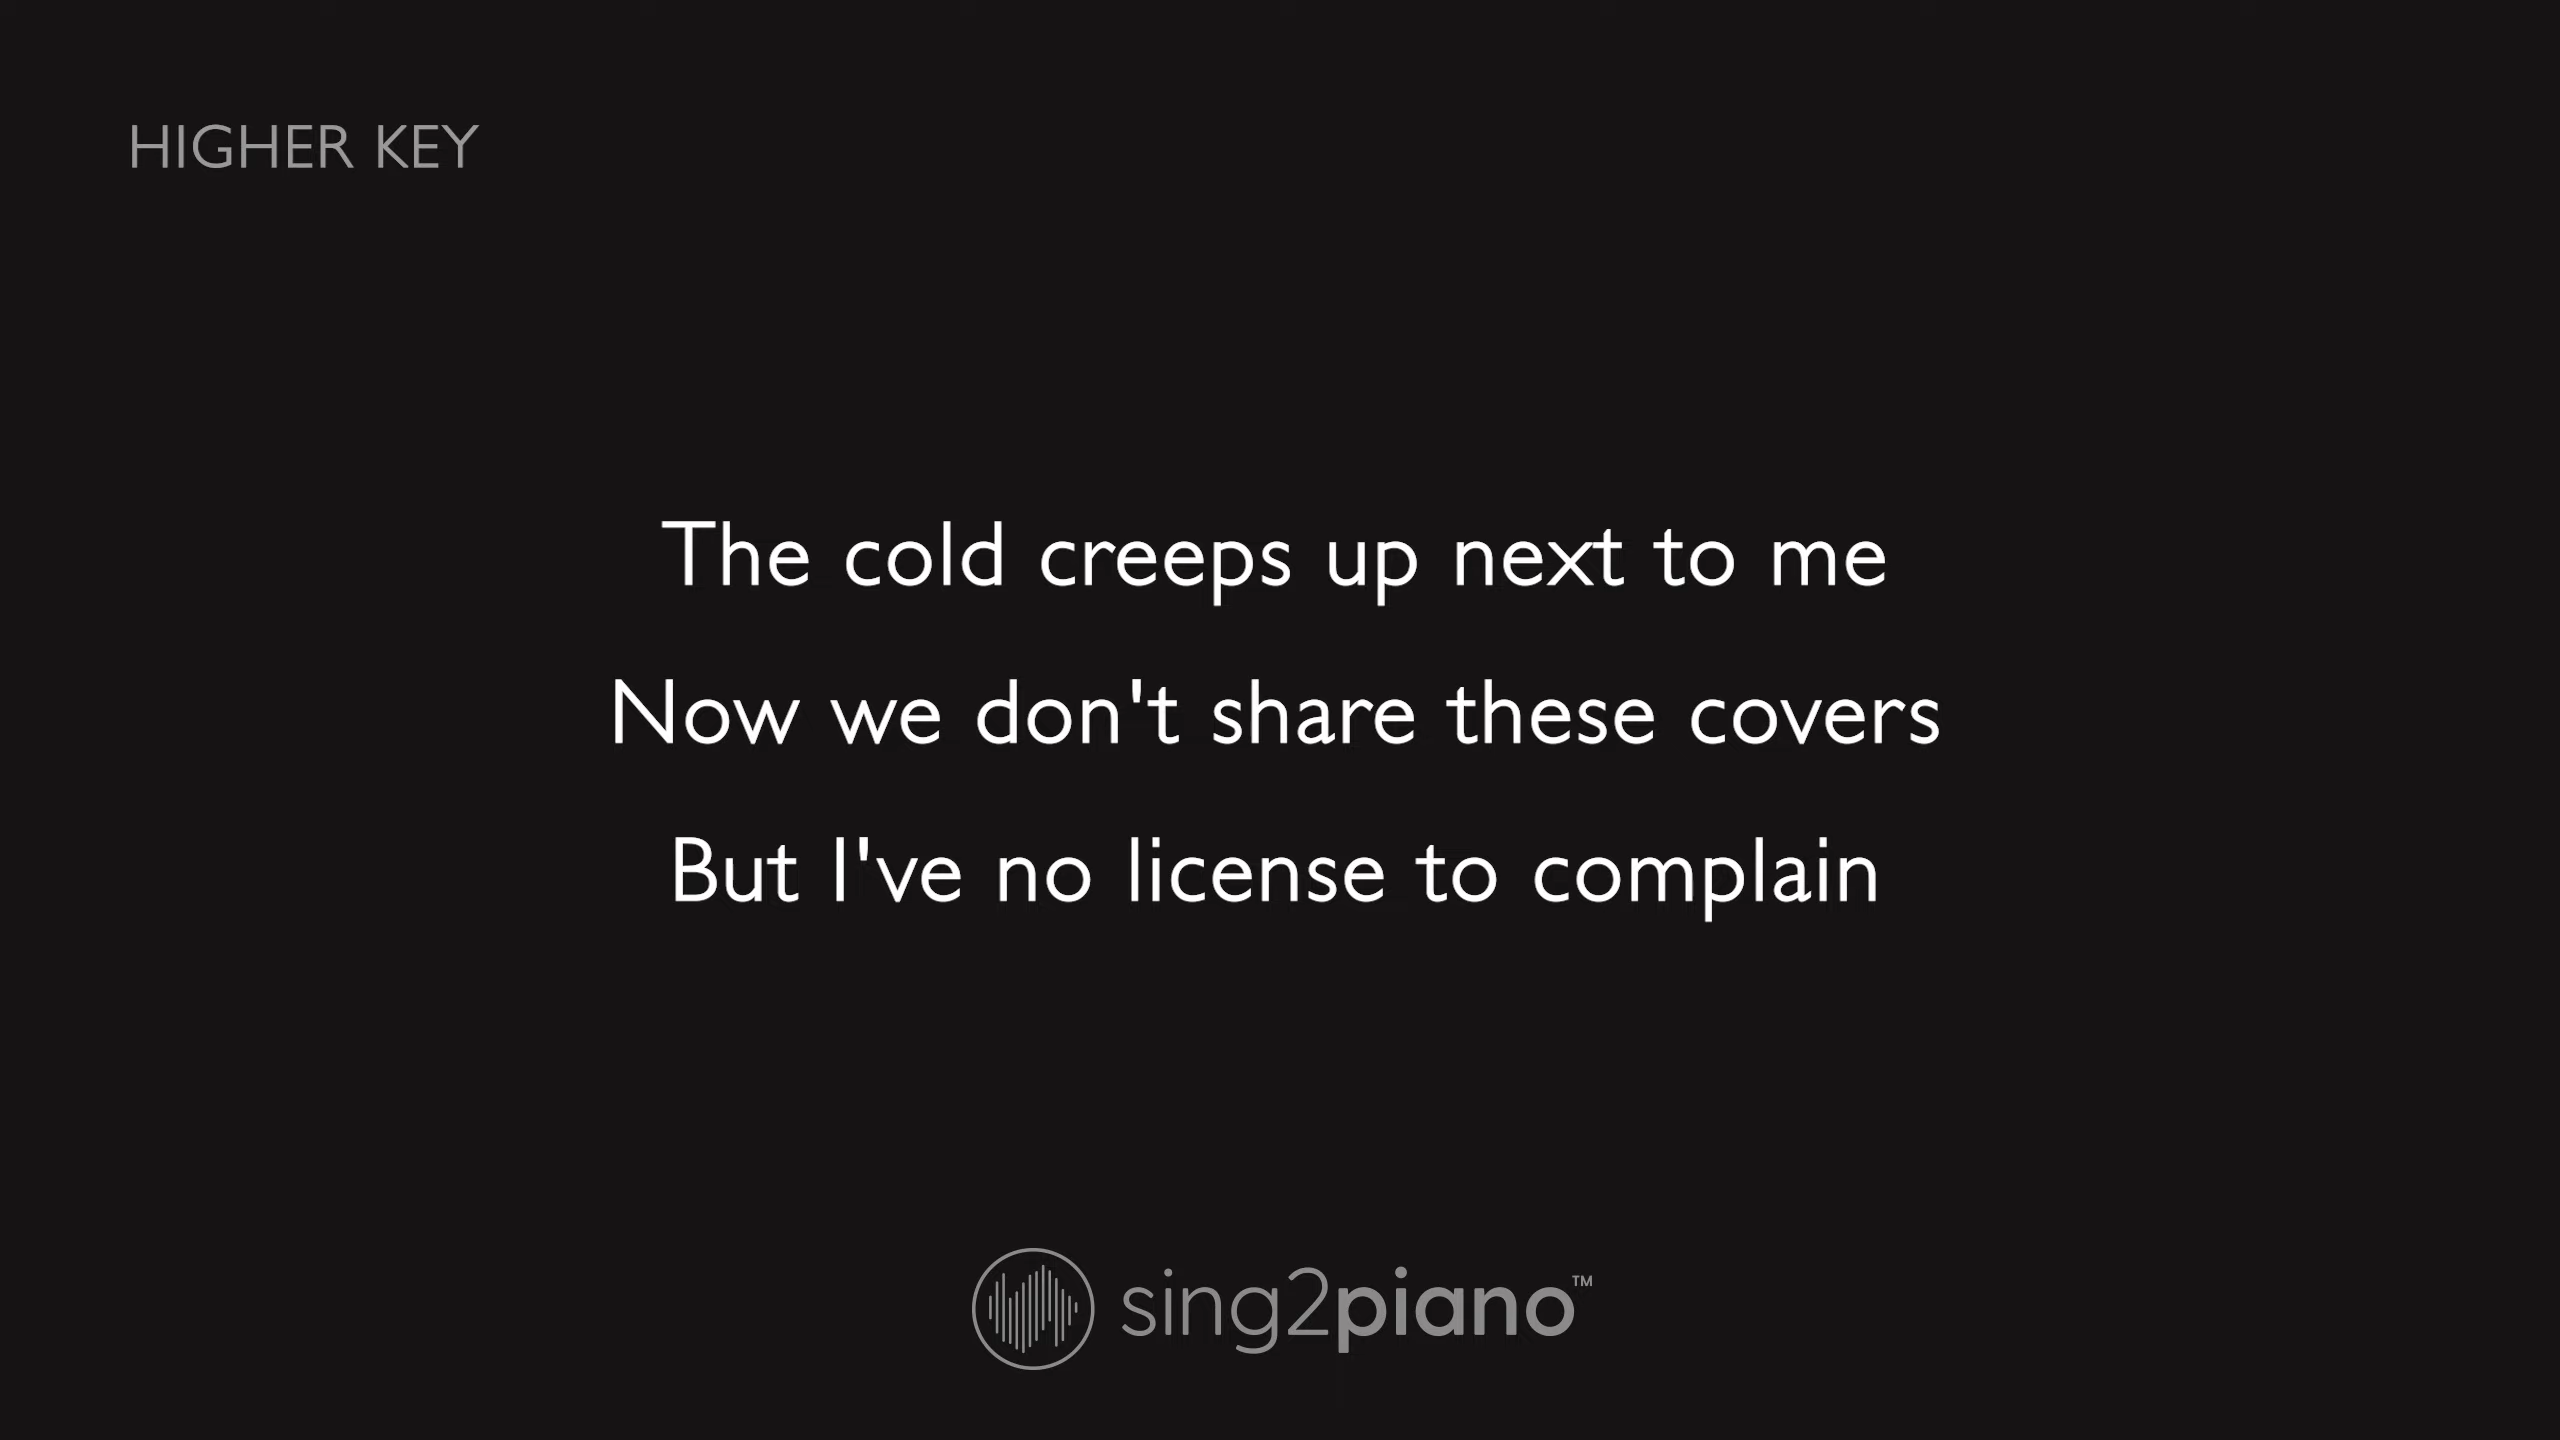 HIGHER KEY
The cold creeps up next to me
Now we don't share these covers
But I've no license to complain
sing2piano™